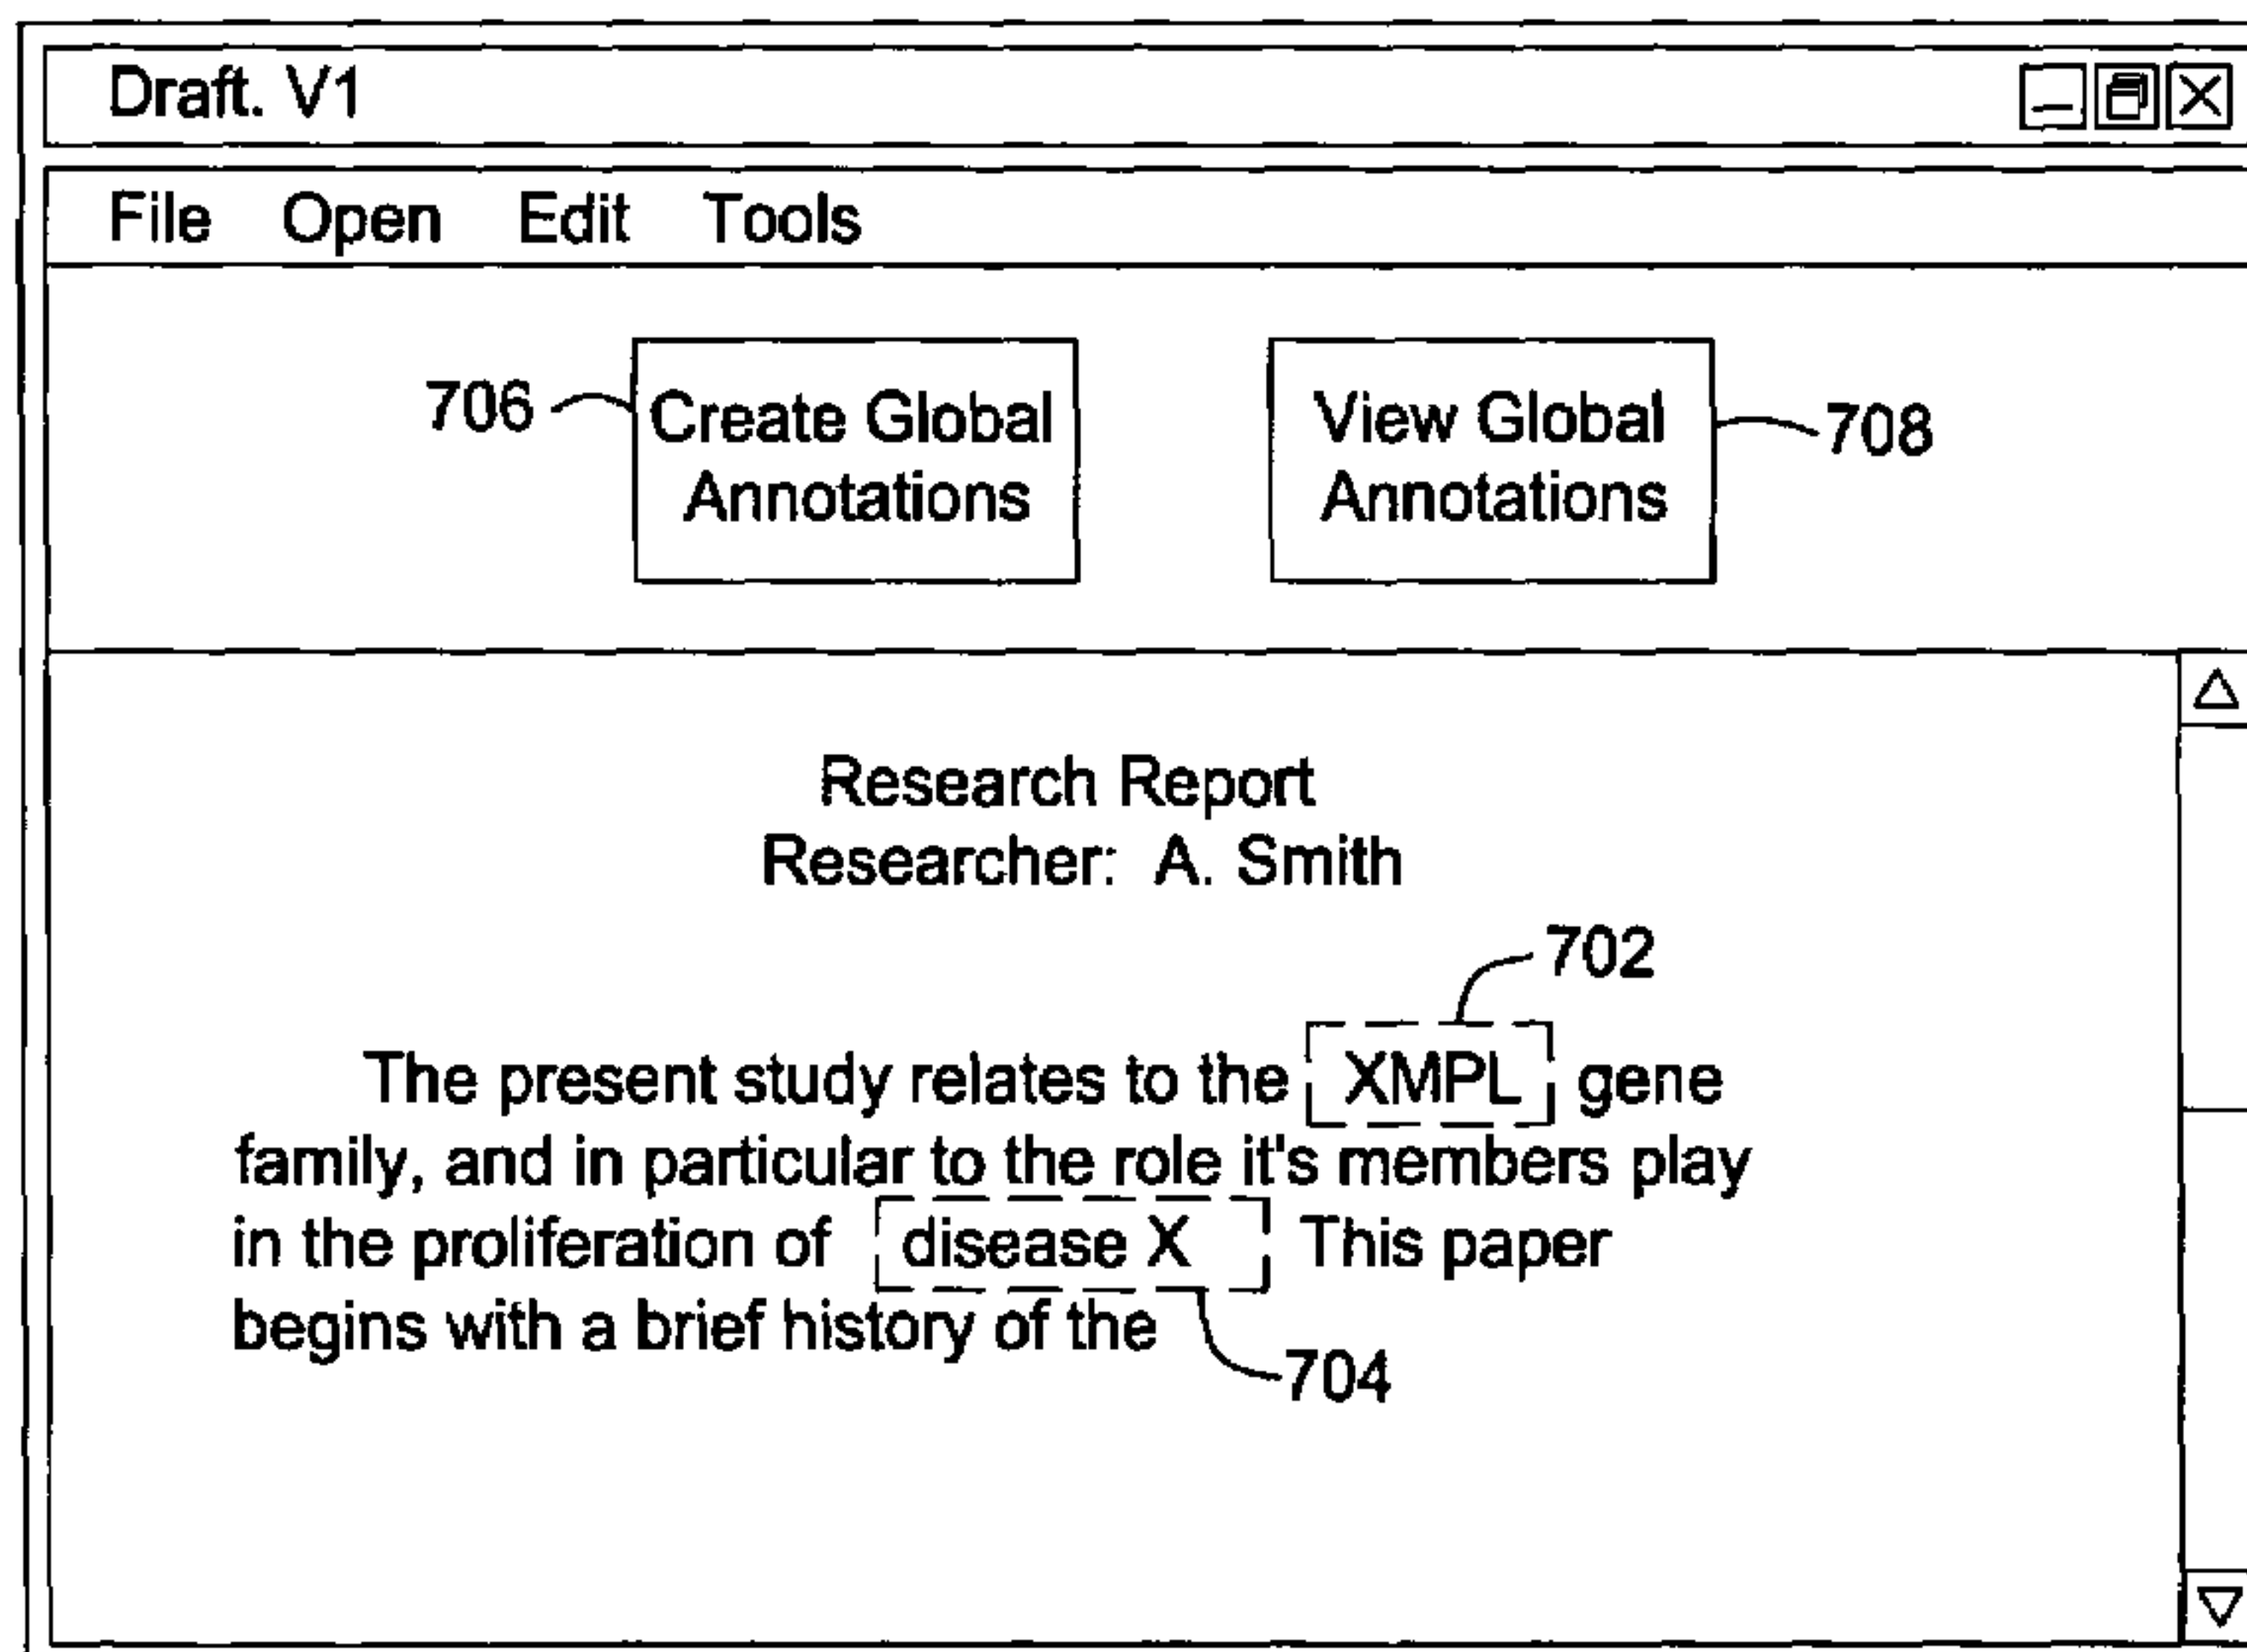 Draft. V1
File Open Edit Tools
706
Create Global
Annotations
View Global
Annotations
708
Research Report
Researcher: A. Smith
702
The present study relates to the XMPL gene
family, and in particular to the role it's members play
in the proliferation of disease X This paper
begins with a brief history of the
704